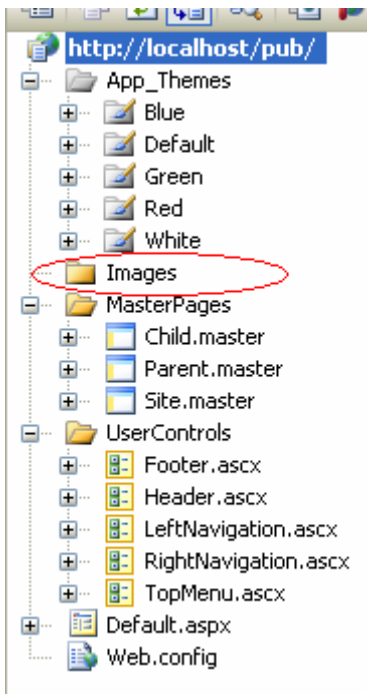 http://localhost/pub/
App_Themes
Blue
Default
Green
Red
White
Images
MasterPages
Child.master
Parent.master
Site.master
UserControls
Footer.ascx
Header.ascx
LeftNavigation.ascx
RightNavigation.ascx
TopMenu.ascx
Default.aspx
Web.config